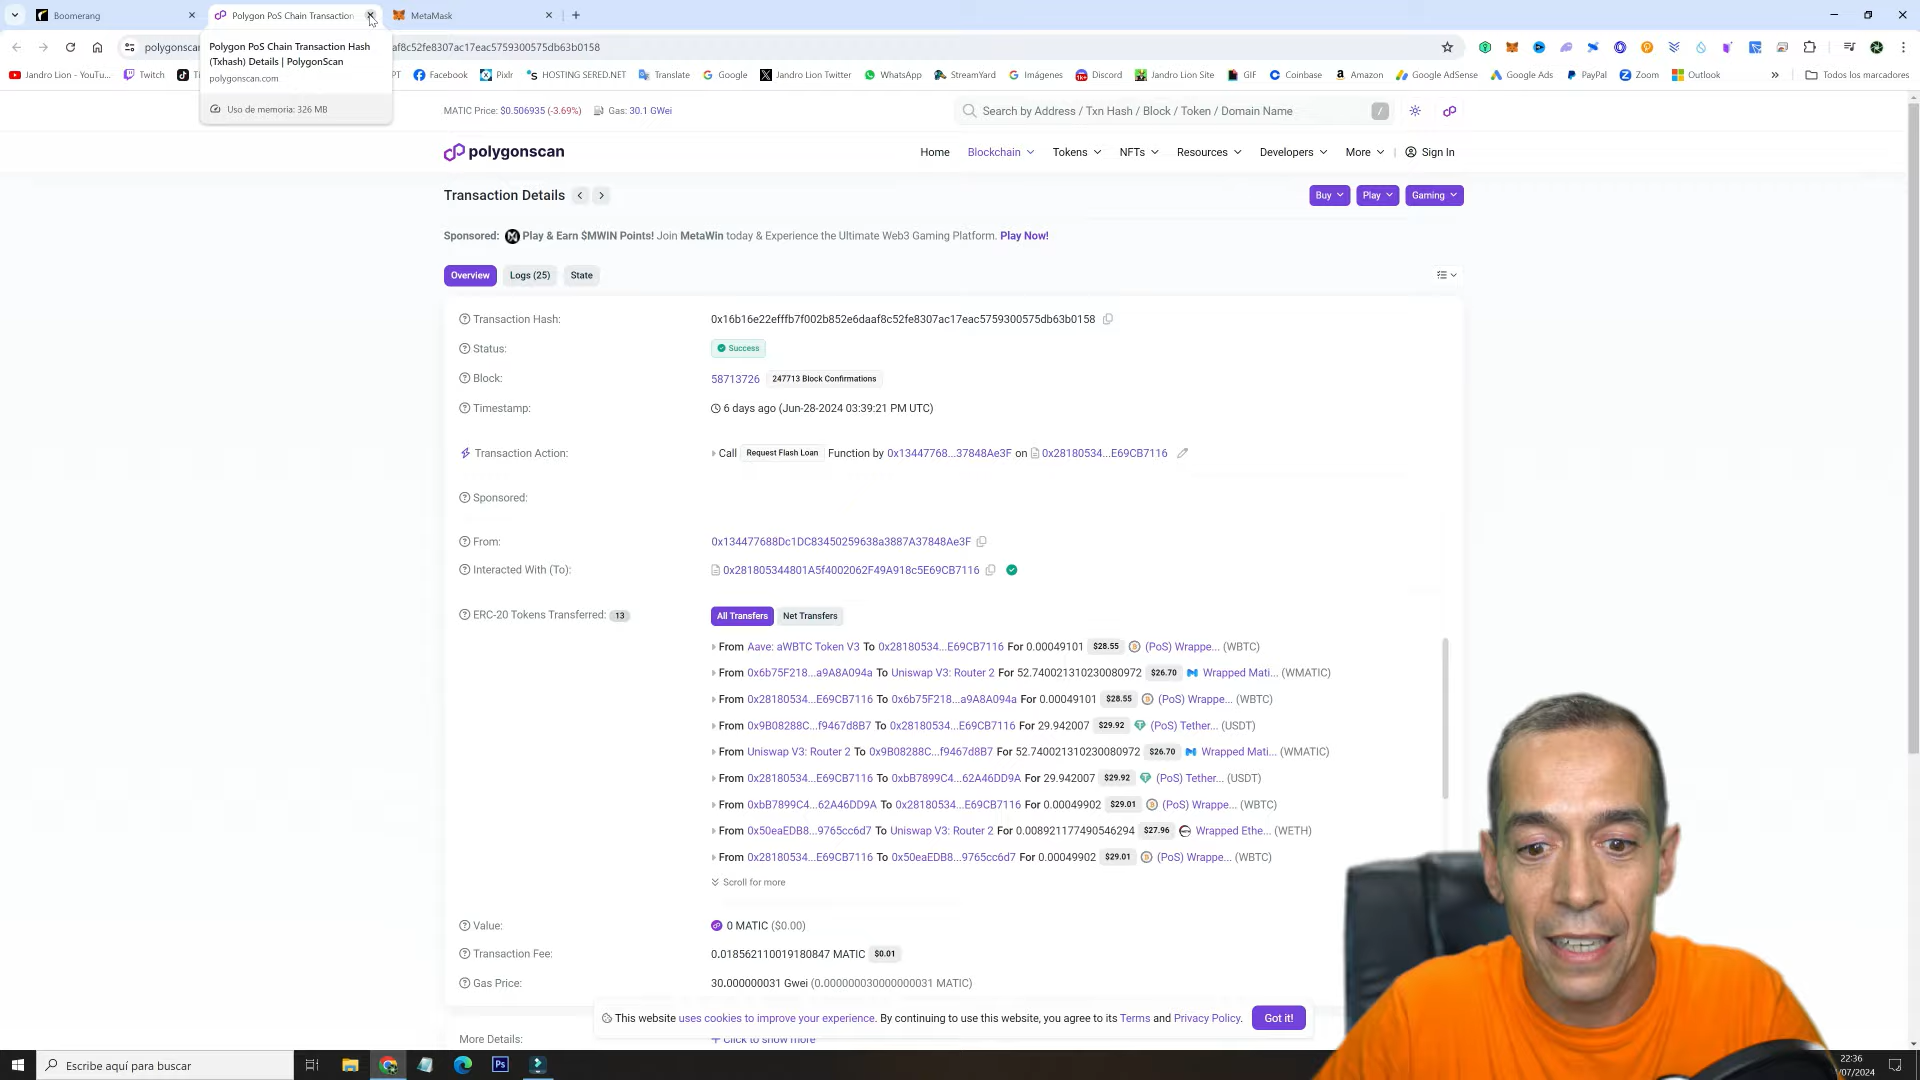 Boomerang
Polygon PoS Chain Transaction
MetaMask
polygonscan
af8c52fe8307ac17eac5759300575db63b0158
Polygon PoS Chain Transaction Hash
(Txhash) Details | PolygonScan
polygonscan.com
Uso de memoria: 326 MB
Jandro Lion - YouTu...
Twitch
Facebook
Pixlr
HOSTING SERED.NET
Translate
Google
Jandro Lion Twitter
WhatsApp
StreamYard
Imágenes
Discord
Jandro Lion Site
GIF
Coinbase
Amazon
Google AdSense
Google Ads
PayPal
Zoom
Outlook
Todos los marcadores
MATIC Price: $0.506935 (-3.69%)
Gas: 30.1 GWei
Search by Address / Txn Hash / Block / Token / Domain Name
/
polygonscan
Home
Blockchain
Tokens
NFTs
Resources
Developers
More
Sign In
Transaction Details
Buy
Play
Gaming
Sponsored: Play & Earn $MWIN Points! Join MetaWin today & Experience the Ultimate Web3 Gaming Platform. Play Now!
Overview
Logs (25)
State
Transaction Hash: 0x16b16e22efffb7f002b852e6daaf8c52fe8307ac17eac5759300575db63b0158
Status: Success
Block: 58713726 247713 Block Confirmations
Timestamp: 6 days ago (Jun-28-2024 03:39:21 PM UTC)
Transaction Action: Call Request Flash Loan Function by 0x13447768...37848Ae3F on 0x28180534...E69CB7116
Sponsored:
From: 0x134477688Dc1DC83450259638a3887A37848Ae3F
Interacted With (To): 0x281805344801A5f4002062F49A918c5E69CB7116
ERC-20 Tokens Transferred: 13 All Transfers Net Transfers
From Aave: aWBTC Token V3 To 0x28180534...E69CB7116 For 0.00049101 $28.55 (PoS) Wrappe... (WBTC)
From 0x6b75F218...a9A8A094a To Uniswap V3: Router 2 For 52.740021310230080972 $26.70 Wrapped Mati... (WMATIC)
From 0x28180534...E69CB7116 To 0x6b75F218...a9A8A094a For 0.00049101 $28.55 (PoS) Wrappe... (WBTC)
From 0x9B08288C...f9467d8B7 To 0x28180534...E69CB7116 For 29.942007 $29.92 (PoS) Tether... (USDT)
From Uniswap V3: Router 2 To 0x9B08288C...f9467d8B7 For 52.740021310230080972 $26.70 Wrapped Mati... (WMATIC)
From 0x28180534...E69CB7116 To 0xbB7899C4...62A46DD9A For 29.942007 $29.92 (PoS) Tether... (USDT)
From 0xbB7899C4...62A46DD9A To 0x28180534...E69CB7116 For 0.00049902 $29.01 (PoS) Wrappe... (WBTC)
From 0x50eaEDB8...9765cc6d7 To Uniswap V3: Router 2 For 0.008921177490546294 $27.96 Wrapped Ethe... (WETH)
From 0x28180534...E69CB7116 To 0x50eaEDB8...9765cc6d7 For 0.00049902 $29.01 (PoS) Wrappe... (WBTC)
Scroll for more
Value: 0 MATIC ($0.00)
Transaction Fee: 0.018562110019180847 MATIC $0.01
Gas Price: 30.000000031 Gwei (0.000000030000000031 MATIC)
This website uses cookies to improve your experience. By continuing to use this website, you agree to its Terms and Privacy Policy. Got it!
More Details: + Click to show more
Escribe aquí para buscar
22:36
/07/2024